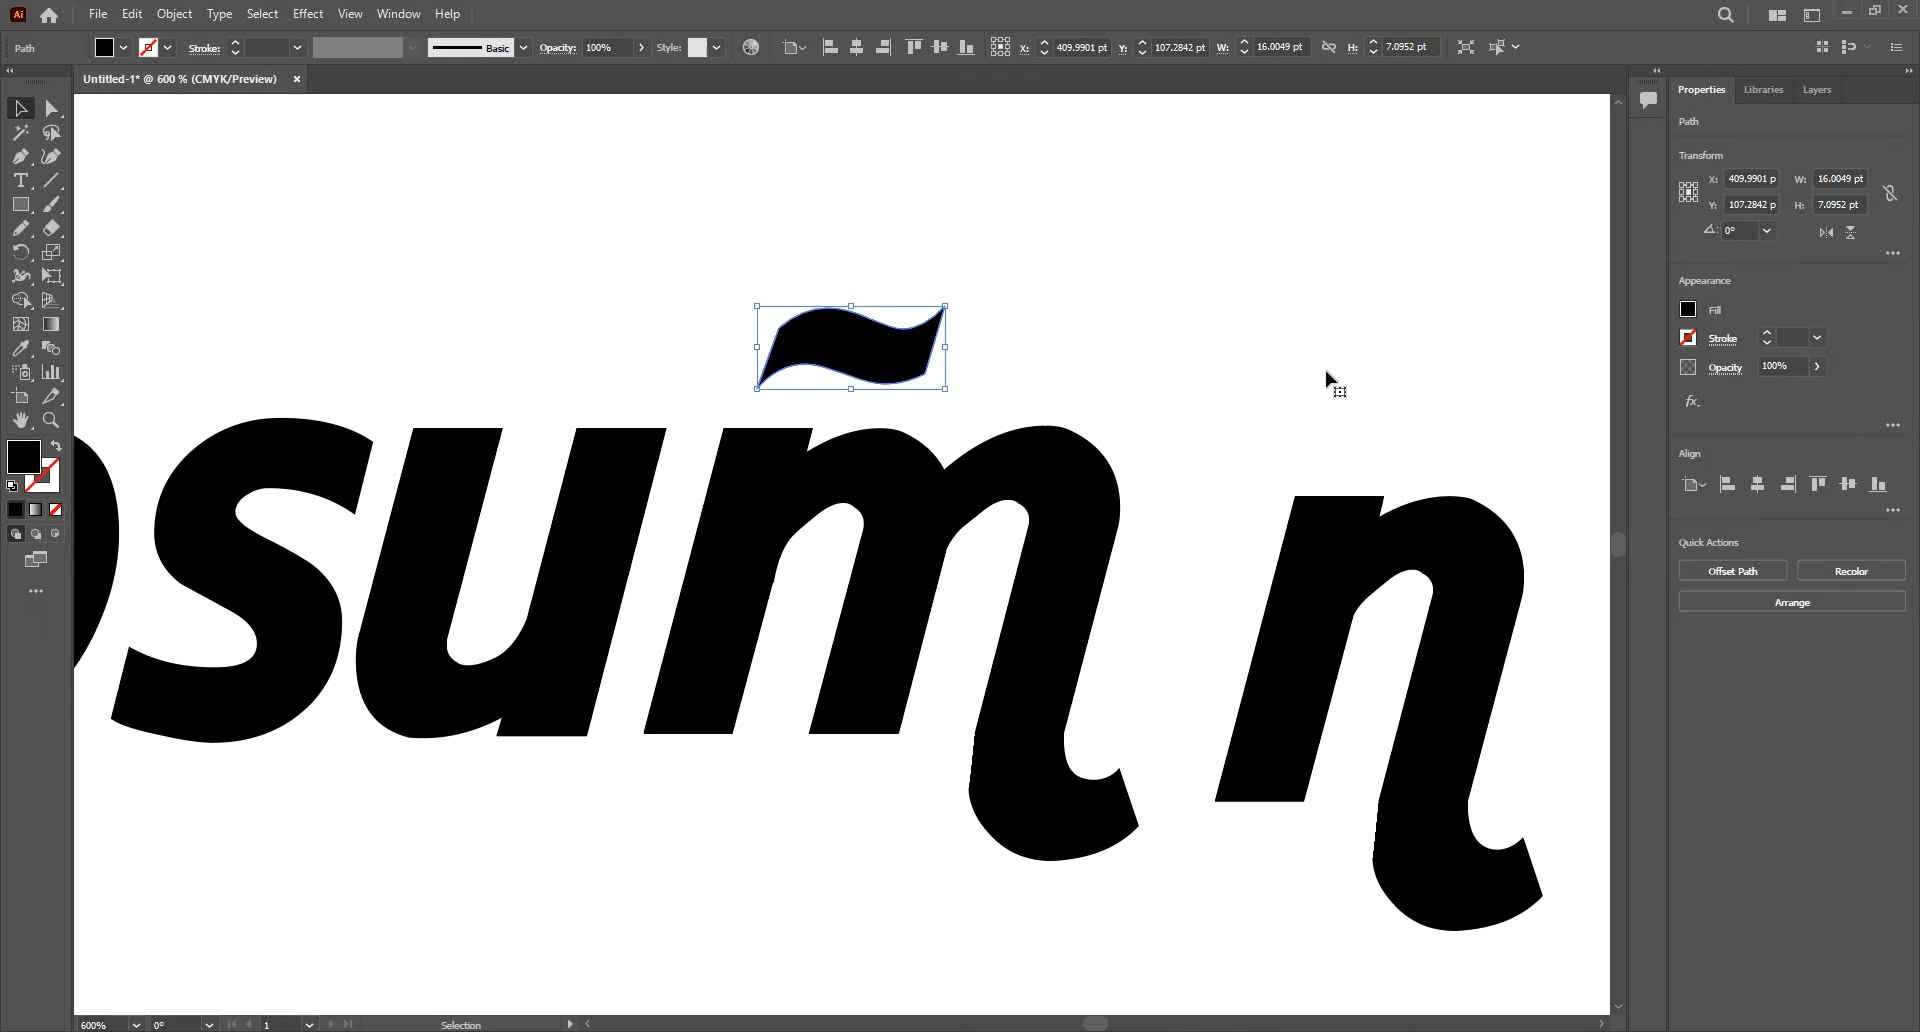 Ai File Edit Object Type Select Effect View Window Help
Path Stroke: Basic Opacity: 100% Style: X: 409.9901 pt Y: 107.2842 pt W: 16.0049 pt H: 7.0952 pt
Untitled-1* @ 600 % (CMYK/Preview)
Properties Libraries Layers
Path
Transform
X: 409.9901 p W: 16.0049 pt
Y: 107.2842 p H: 7.0952 pt
0°
Appearance
Fill
Stroke
Opacity 100%
fx.
Align
Quick Actions
Offset Path Recolor
Arrange
sum n
600% 0° 1 Selection